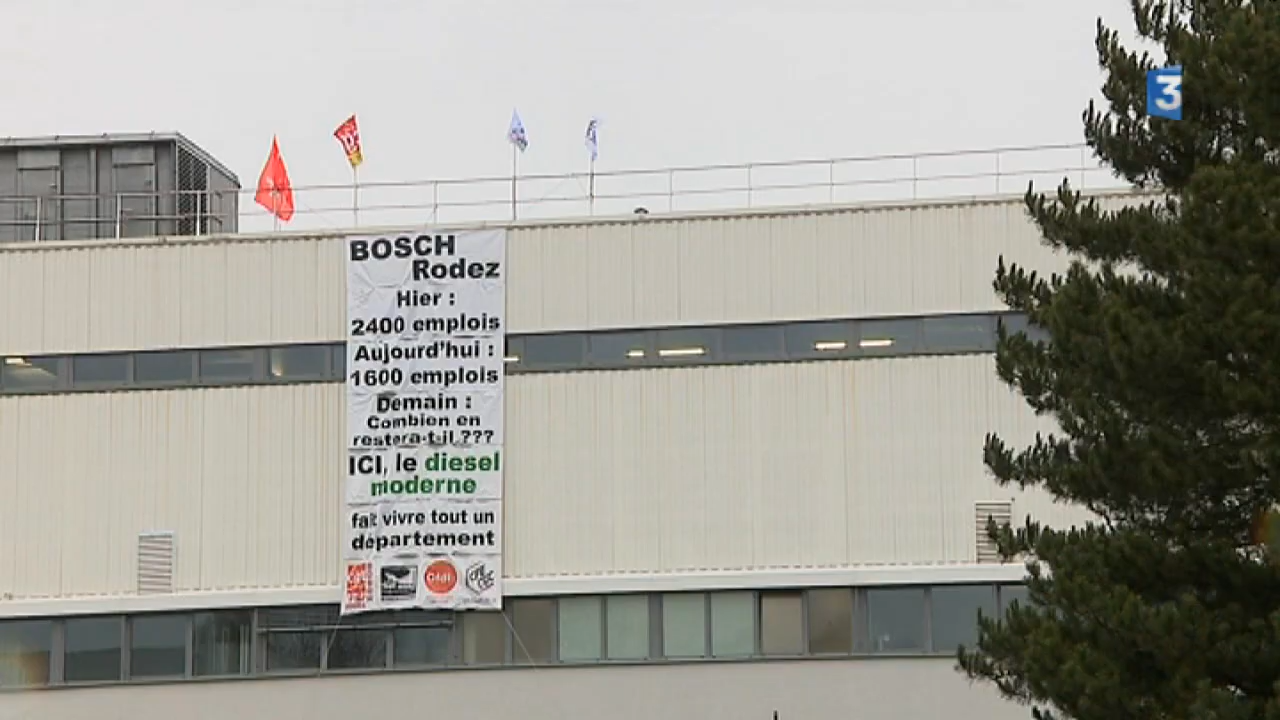 3
BOSCH
Rodez
Hier :
2400 emplois
Aujourd'hui :
1600 emplois
Demain :
Combien en
restera-t-il ???
ICI, le diesel
moderne
fait vivre tout un
département
cgt
Cfdt